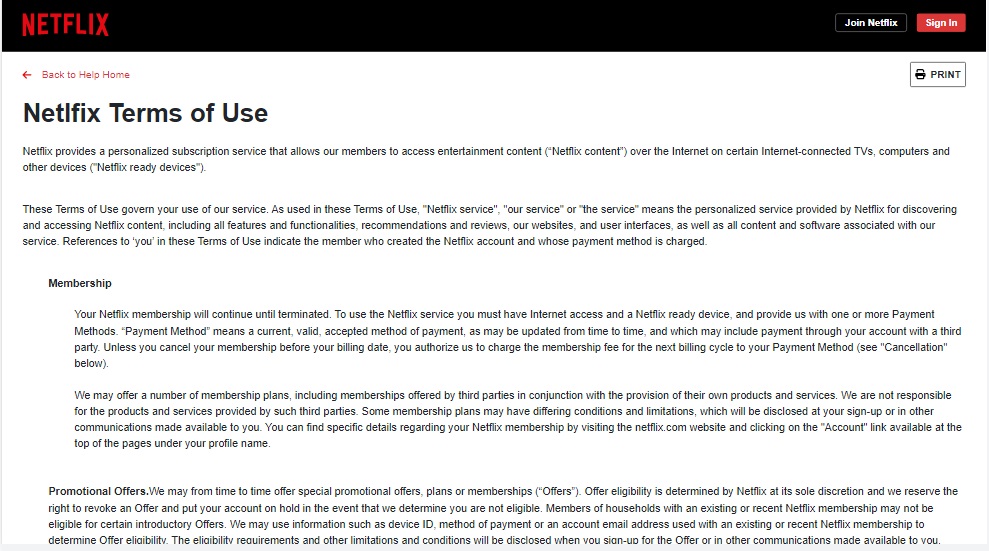 NETFLIX
Join Netflix
Sign In
Back to Help Home
PRINT
Netlfix Terms of Use
Netflix provides a personalized subscription service that allows our members to access entertainment content (“Netflix content”) over the Internet on certain Internet-connected TVs, computers and
other devices ("Netflix ready devices").
These Terms of Use govern your use of our service. As used in these Terms of Use, "Netflix service", "our service" or "the service" means the personalized service provided by Netflix for discovering
and accessing Netflix content, including all features and functionalities, recommendations and reviews, our websites, and user interfaces, as well as all content and software associated with our
service. References to ‘you’ in these Terms of Use indicate the member who created the Netflix account and whose payment method is charged.
Membership
Your Netflix membership will continue until terminated. To use the Netflix service you must have Internet access and a Netflix ready device, and provide us with one or more Payment
Methods. “Payment Method” means a current, valid, accepted method of payment, as may be updated from time to time, and which may include payment through your account with a third
party. Unless you cancel your membership before your billing date, you authorize us to charge the membership fee for the next billing cycle to your Payment Method (see "Cancellation"
below).
We may offer a number of membership plans, including memberships offered by third parties in conjunction with the provision of their own products and services. We are not responsible
for the products and services provided by such third parties. Some membership plans may have differing conditions and limitations, which will be disclosed at your sign-up or in other
communications made available to you. You can find specific details regarding your Netflix membership by visiting the netflix.com website and clicking on the "Account" link available at the
top of the pages under your profile name.
Promotional Offers.We may from time to time offer special promotional offers, plans or memberships (“Offers”). Offer eligibility is determined by Netflix at its sole discretion and we reserve the
right to revoke an Offer and put your account on hold in the event that we determine you are not eligible. Members of households with an existing or recent Netflix membership may not be
eligible for certain introductory Offers. We may use information such as device ID, method of payment or an account email address used with an existing or recent Netflix membership to
determine Offer eligibility. The eligibility requirements and other limitations and conditions will be disclosed when you sign-up for the Offer or in other communications made available to you.